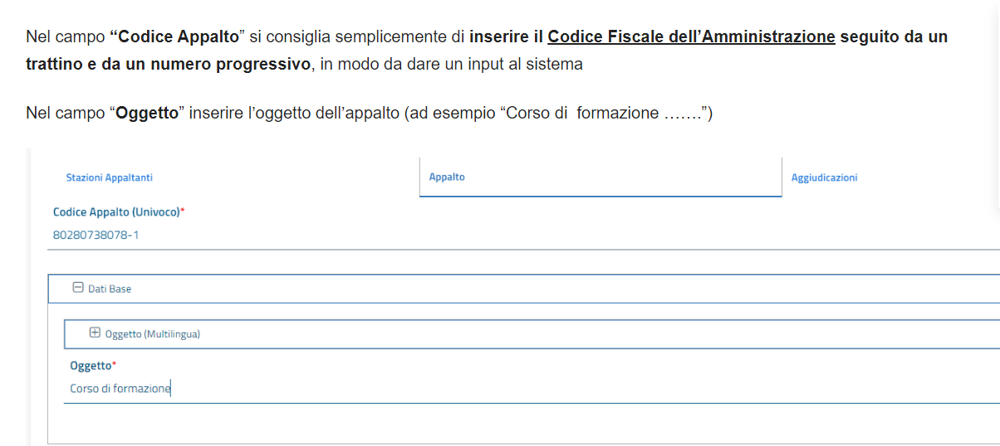 Nel campo “Codice Appalto” si consiglia semplicemente di inserire il Codice Fiscale dell’Amministrazione seguito da un
trattino e da un numero progressivo, in modo da dare un input al sistema
Nel campo “Oggetto” inserire l’oggetto dell’appalto (ad esempio “Corso di formazione …….”)
Stazioni Appaltanti Appalto Aggiudicazioni
Codice Appalto (Univoco)*
80280738078-1
Dati Base
Oggetto (Multilingua)
Oggetto*
Corso di formazione